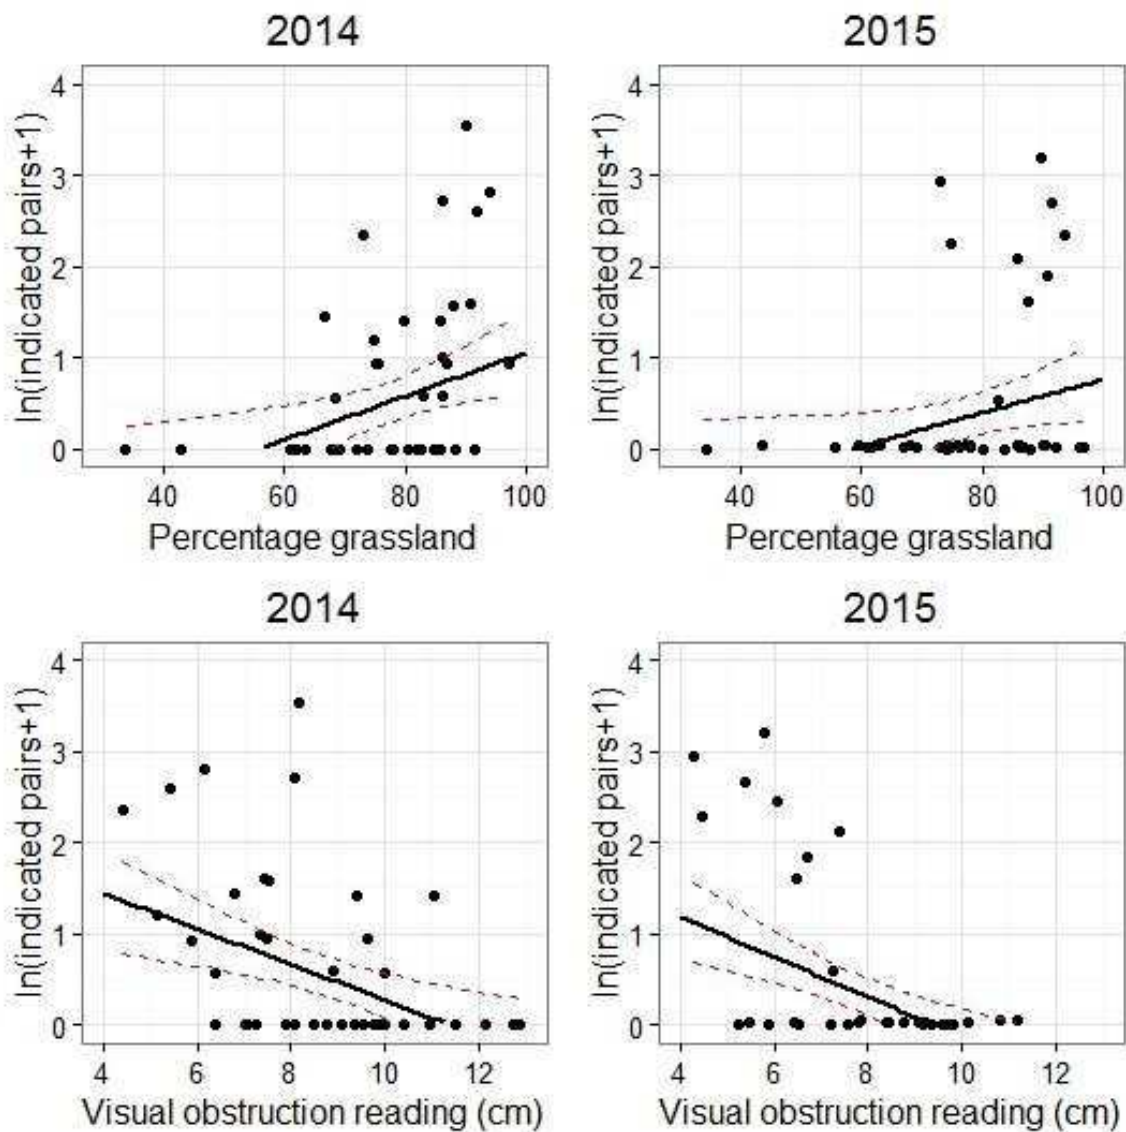 2014
2015
ln(indicated pairs+1)
4
3
2
1
0
40 60 80 100
Percentage grassland
ln(indicated pairs+1)
4
3
2
1
0
40 60 80 100
Percentage grassland
2014
2015
ln(indicated pairs+1)
4
3
2
1
0
4 6 8 10 12
Visual obstruction reading (cm)
ln(indicated pairs+1)
4
3
2
1
0
4 6 8 10 12
Visual obstruction reading (cm)